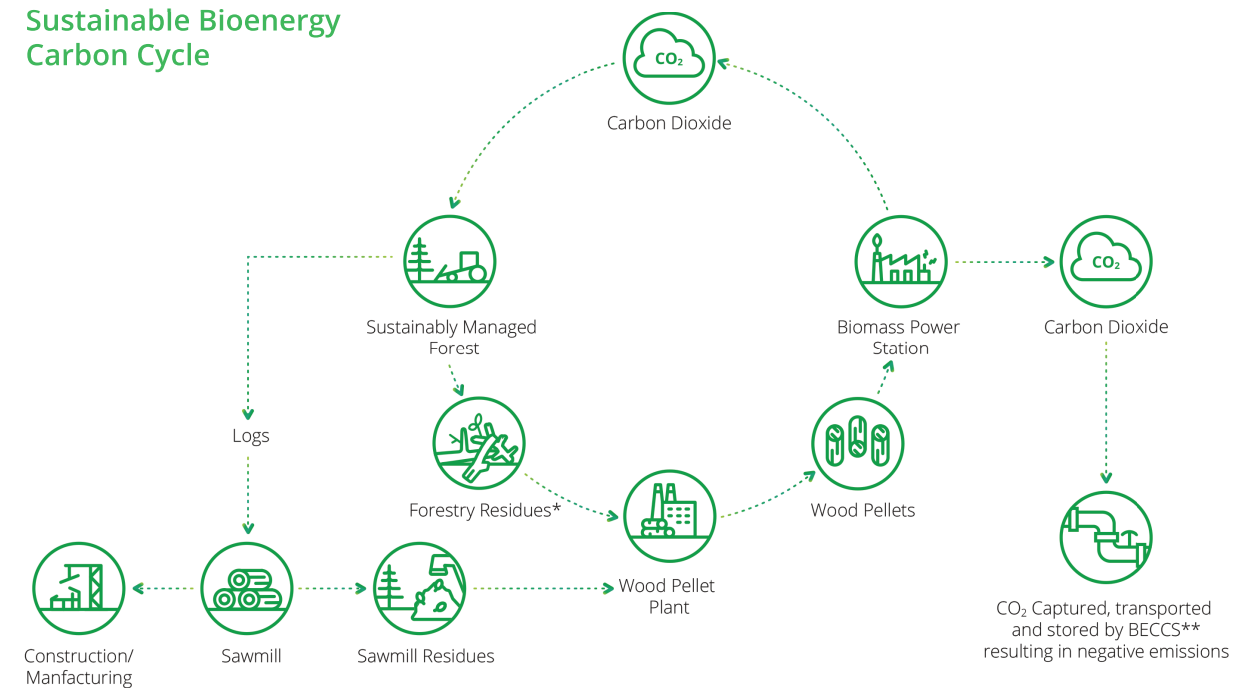 Sustainable Bioenergy
Carbon Cycle
CO₂
Carbon Dioxide
Sustainably Managed
Forest
Biomass Power
Station
CO₂
Carbon Dioxide
Logs
Forestry Residues*
Wood Pellets
Wood Pellet
Plant
Construction/
Manfacturing
Sawmill
Sawmill Residues
CO₂ Captured, transported
and stored by BECCS**
resulting in negative emissions